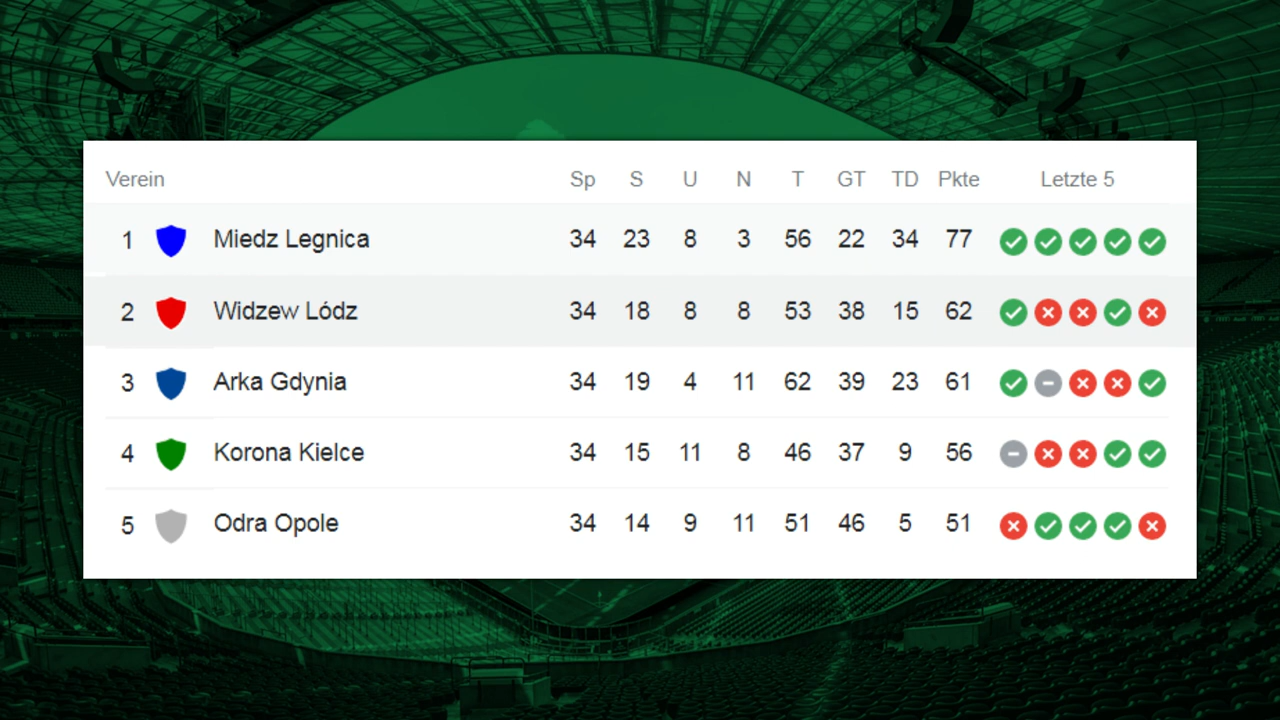 Verein Sp S U N T GT TD Pkte Letzte 5
1 Miedz Legnica 34 23 8 3 56 22 34 77
2 Widzew Lódz 34 18 8 8 53 38 15 62
3 Arka Gdynia 34 19 4 11 62 39 23 61
4 Korona Kielce 34 15 11 8 46 37 9 56
5 Odra Opole 34 14 9 11 51 46 5 51